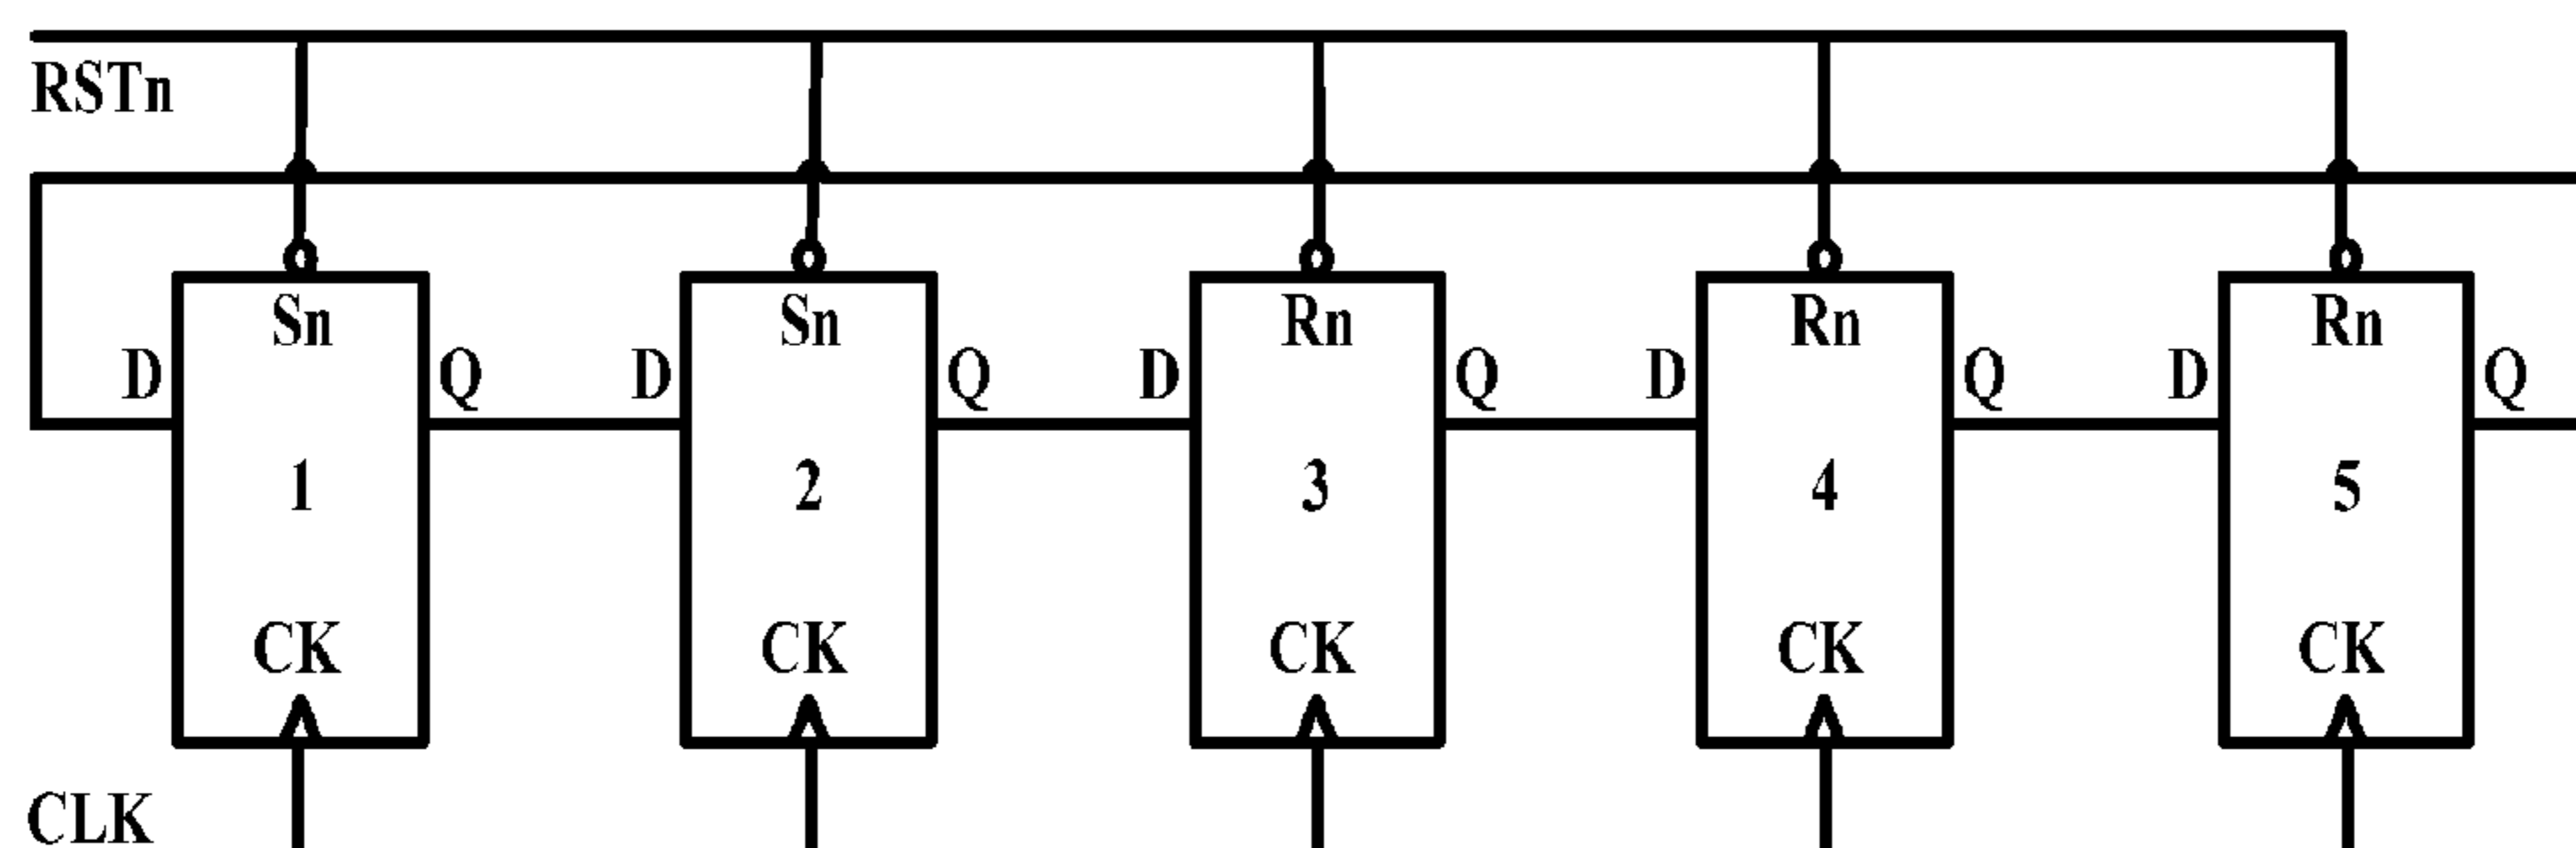 RSTn
Sn Sn Rn Rn Rn
D Q D Q D Q D Q D Q
1 2 3 4 5
CK CK CK CK CK
CLK